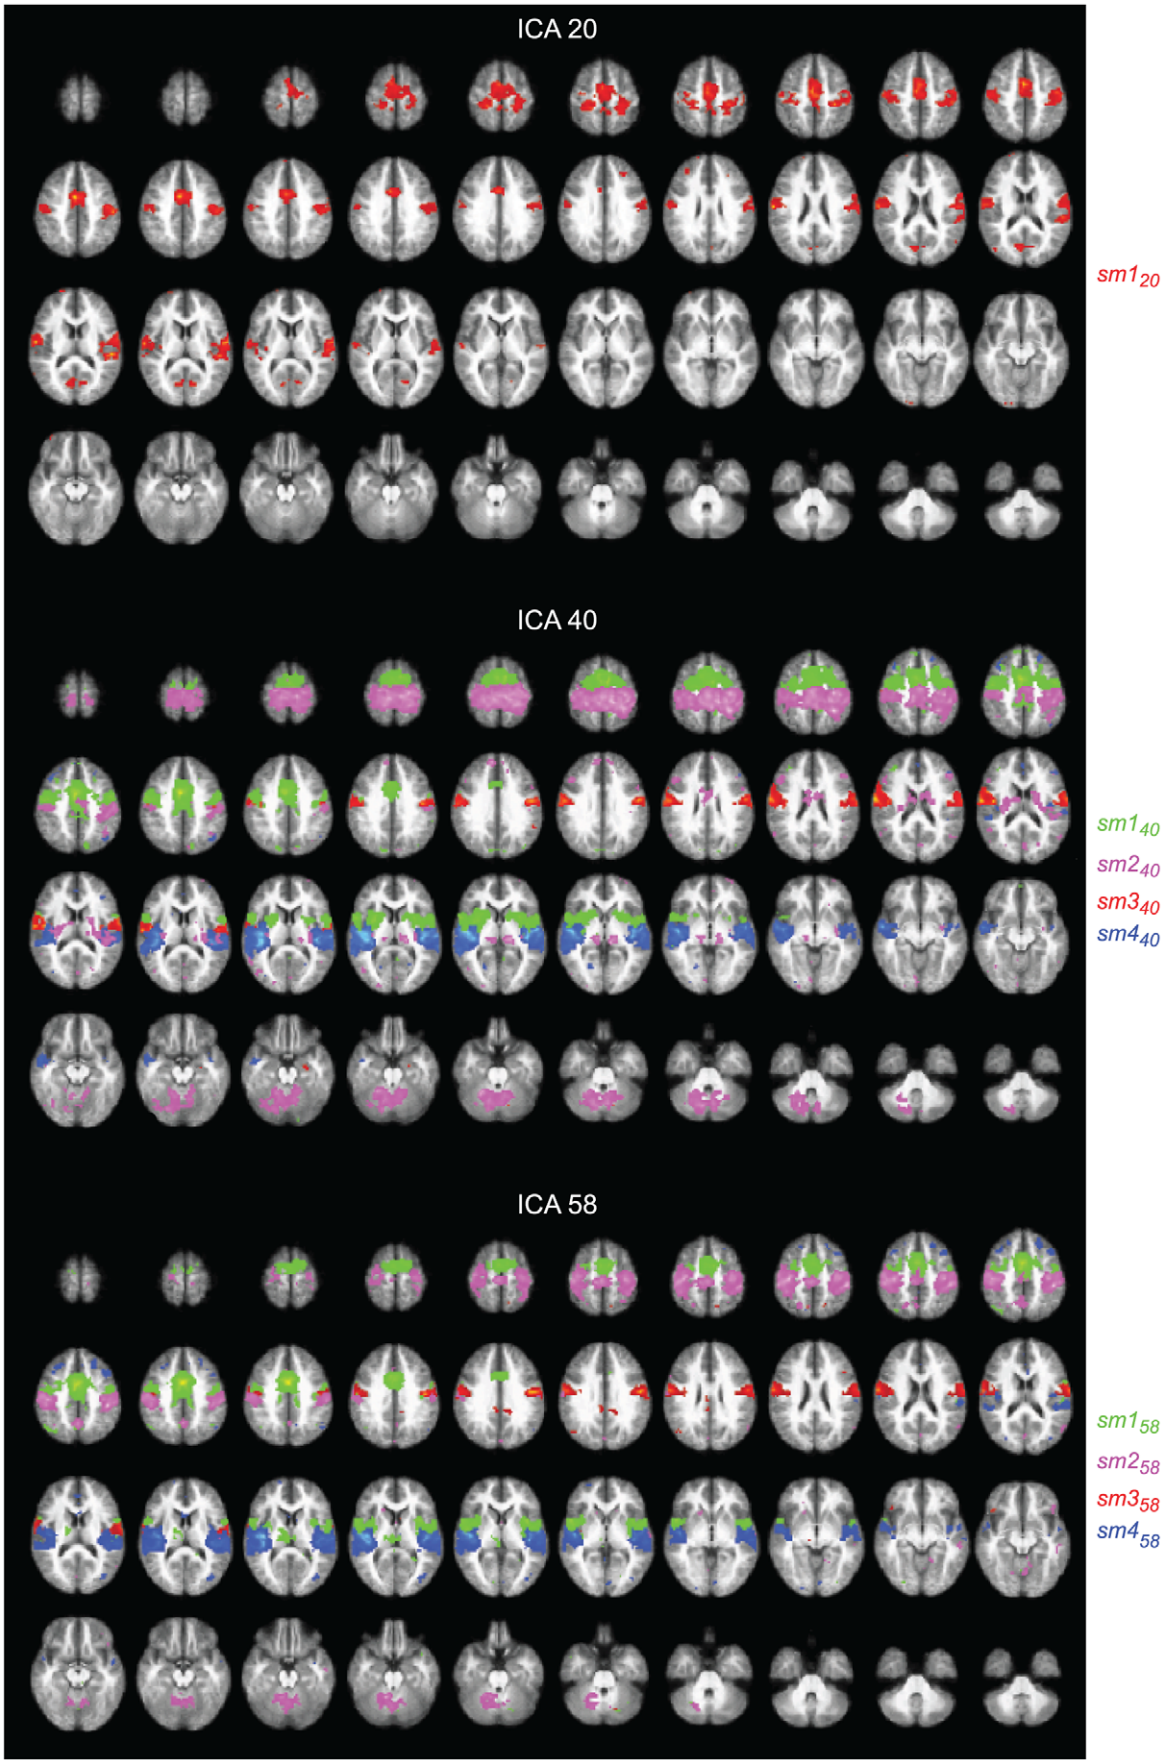 ICA 20
sm1₂₀
ICA 40
sm1₄₀
sm2₄₀
sm3₄₀
sm4₄₀
ICA 58
sm1₅₈
sm2₅₈
sm3₅₈
sm4₅₈